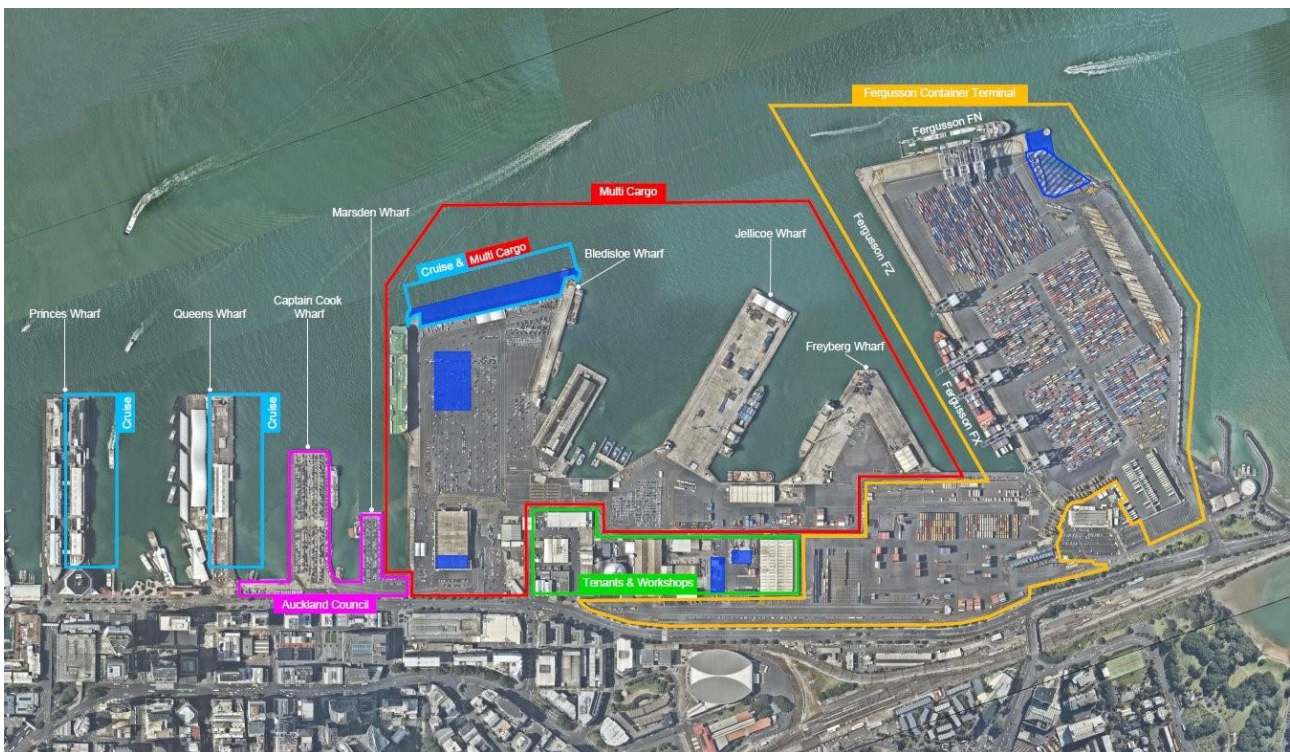 Fergusson Container Terminal
Fergusson FN
Multi Cargo
Marsden Wharf
Jellicoe Wharf
Cruise & Multi Cargo
Bledisloe Wharf
Fergusson FZ
Captain Cook
Wharf
Princes Wharf
Queens Wharf
Freyberg Wharf
Cruise
Cruise
Fergusson FX
Tenants & Workshops
Auckland Council